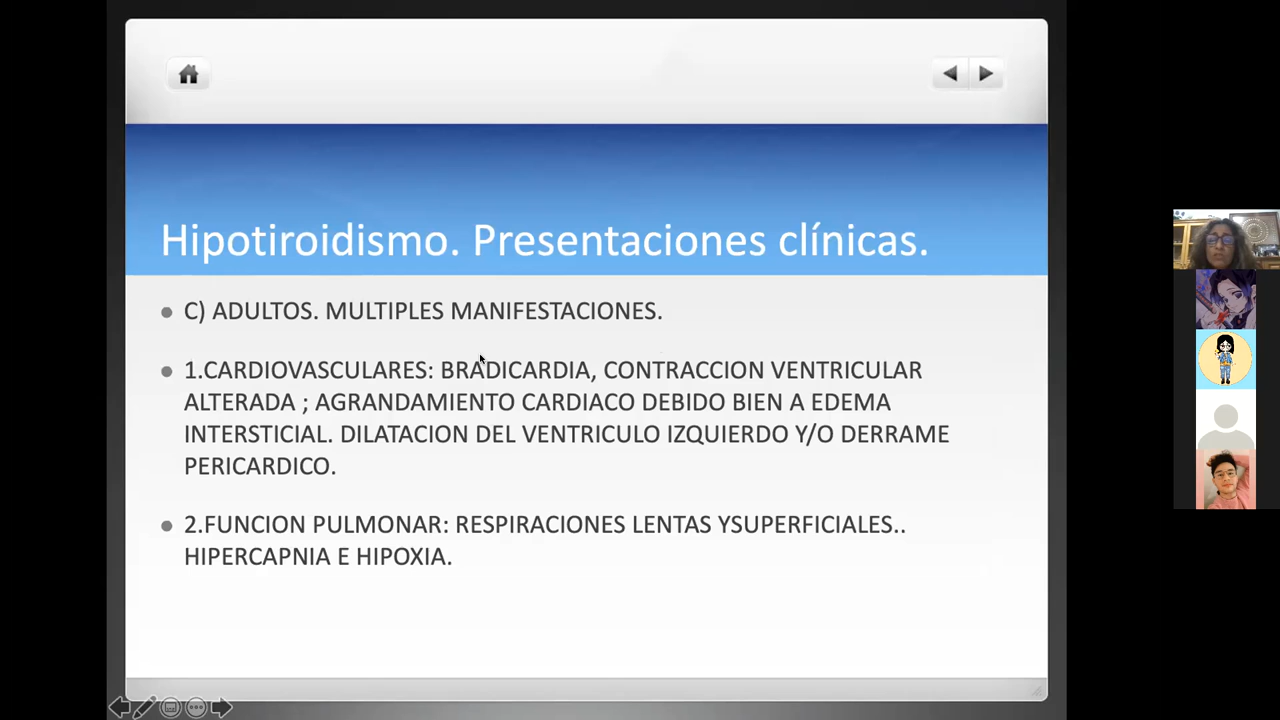 Hipotiroidismo. Presentaciones clínicas.
C) ADULTOS. MULTIPLES MANIFESTACIONES.
1.CARDIOVASCULARES: BRADICARDIA, CONTRACCION VENTRICULAR
ALTERADA ; AGRANDAMIENTO CARDIACO DEBIDO BIEN A EDEMA
INTERSTICIAL. DILATACION DEL VENTRICULO IZQUIERDO Y/O DERRAME
PERICARDICO.
2.FUNCION PULMONAR: RESPIRACIONES LENTAS YSUPERFICIALES..
HIPERCAPNIA E HIPOXIA.